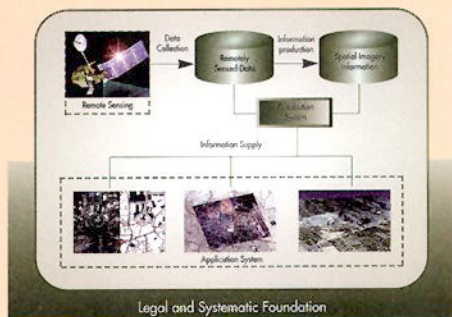 Data
Collection
Remotely
Sensed Data
Information
production
Spatial Imagery
Information
Remote Sensing
Distribution
System
Information Supply
Application System
Legal and Systematic Foundation